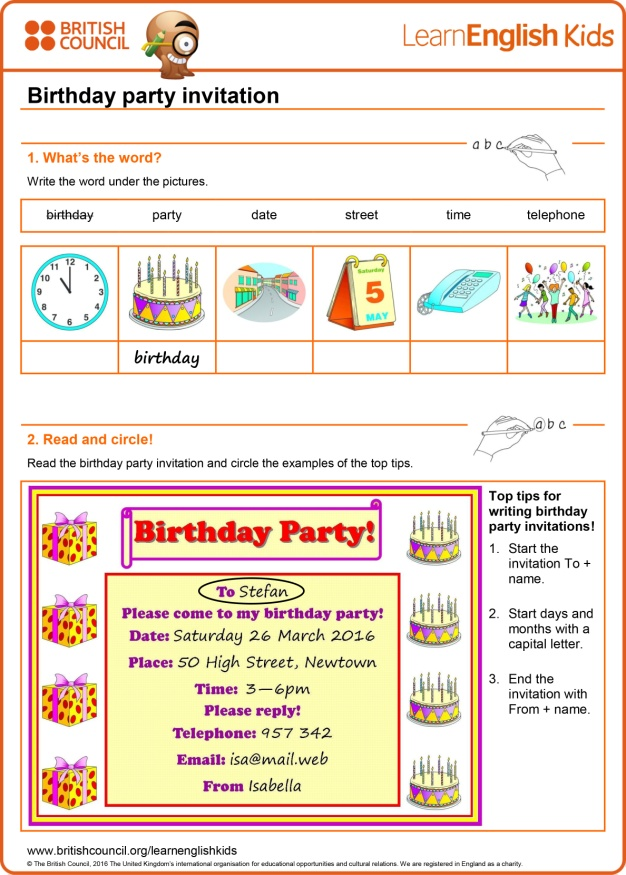 BRITISH
COUNCIL
LearnEnglish Kids
Birthday party invitation
a b c
1. What's the word?
Write the word under the pictures.
birthday party date street time telephone
11 12 1
10 2
9 3
8 4
7 6 5
Saturday
5
MAY
birthday
a b c
2. Read and circle!
Read the birthday party invitation and circle the examples of the top tips.
Birthday Party!
To Stefan
Please come to my birthday party!
Date: Saturday 26 March 2016
Place: 50 High Street, Newtown
Time: 3–6pm
Please reply!
Telephone: 957 342
Email: isa@mail.web
From Isabella
Top tips for
writing birthday
party invitations!
1. Start the
invitation To +
name.
2. Start days and
months with a
capital letter.
3. End the
invitation with
From + name.
www.britishcouncil.org/learnenglishkids
© The British Council, 2016 The United Kingdom's international organisation for educational opportunities and cultural relations. We are registered in England as a charity.